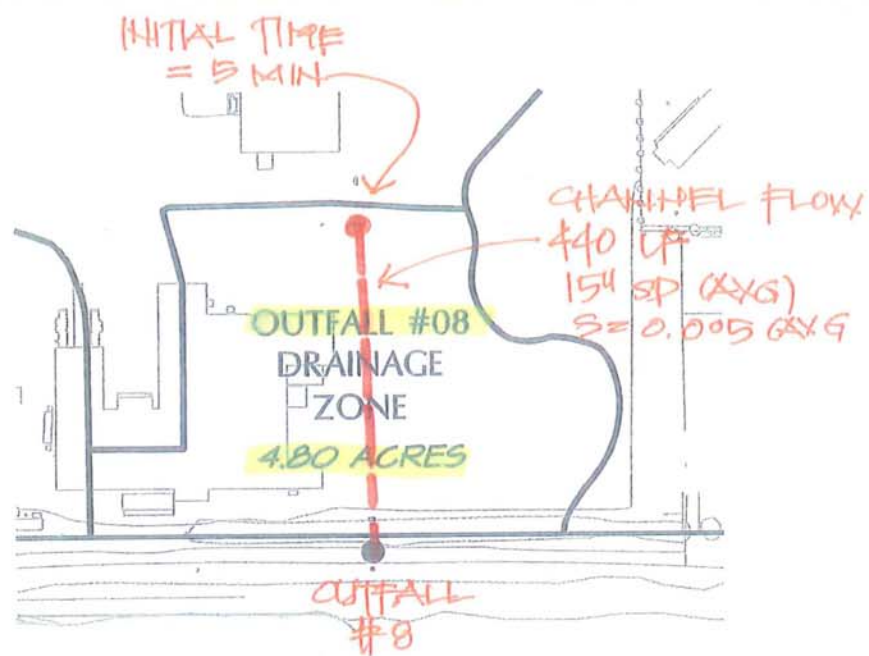 INITIAL TIME
= 5 MIN
CHANNEL FLOW
440 LF
15" SD (AVG)
S = 0.005 AVG
OUTFALL #08
DRAINAGE
ZONE
4.80 ACRES
OUTFALL
#8